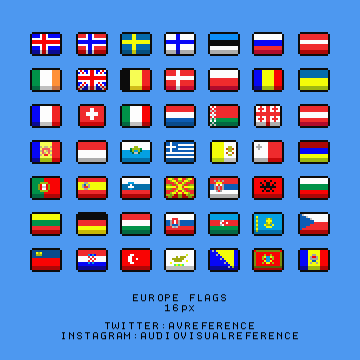 EUROPE FLAGS
16px
TWITTER:AVREFERENCE
INSTAGRAM:AUDIOVISUALREFERENCE